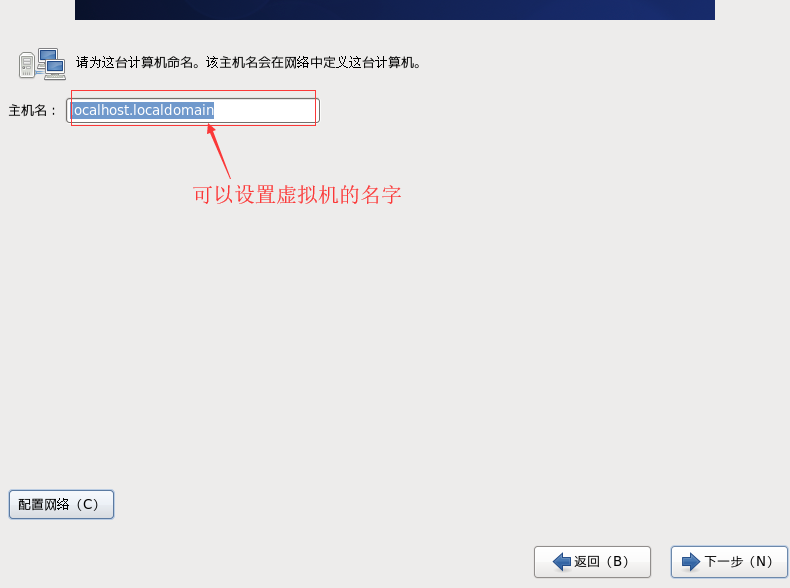 请为这台计算机命名。该主机名会在网络中定义这台计算机。
主机名： localhost.localdomain
可以设置虚拟机的名字
配置网络（C）
返回（B） 下一步（N）